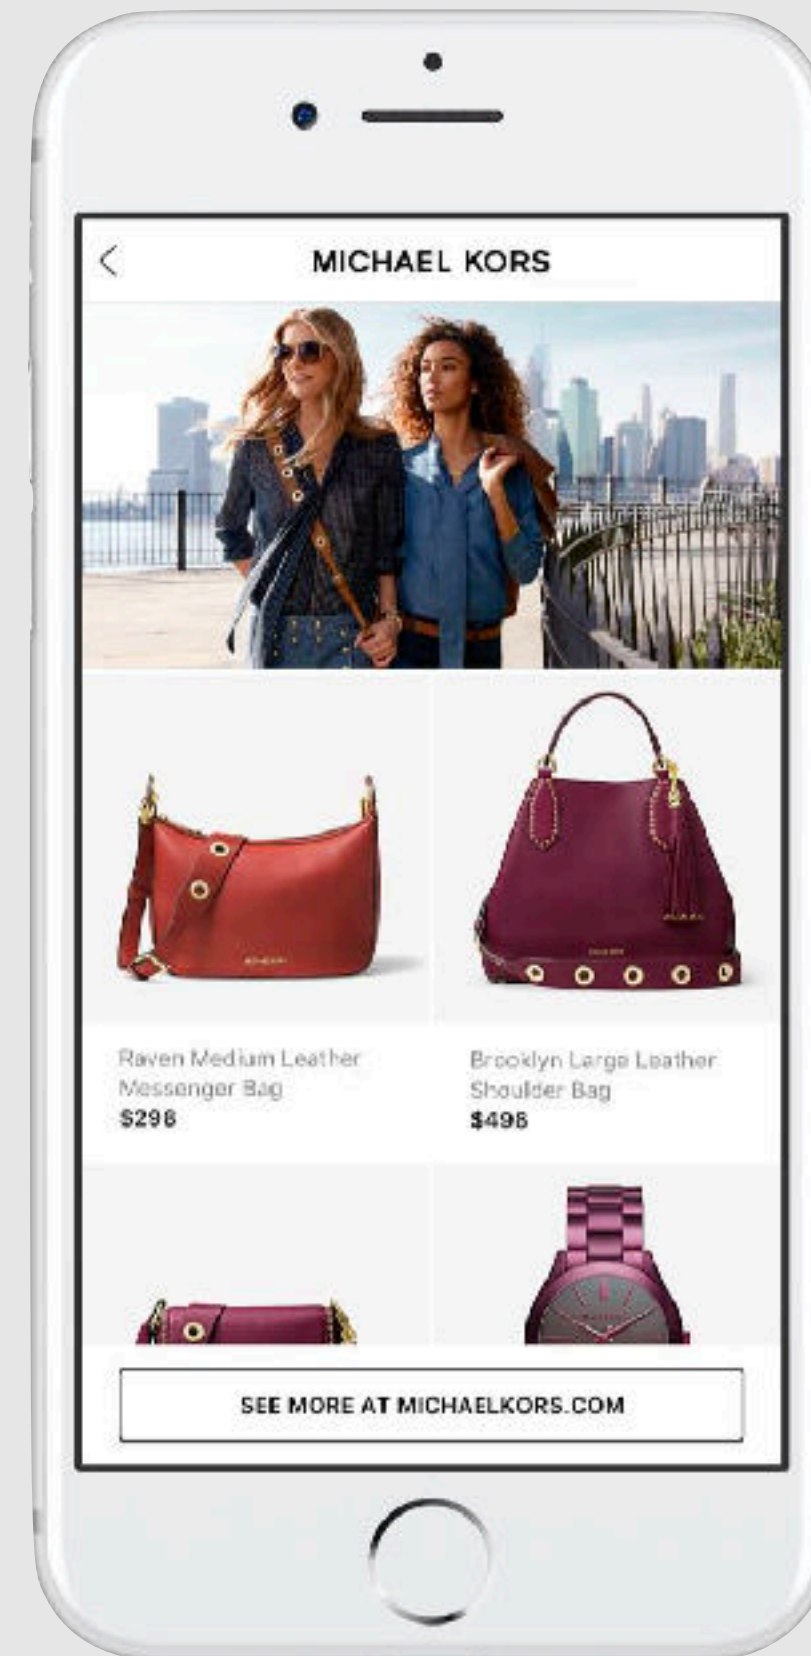 MICHAEL KORS
Raven Medium Leather
Messenger Bag
$298
Brooklyn Large Leather
Shoulder Bag
$498
SEE MORE AT MICHAELKORS.COM